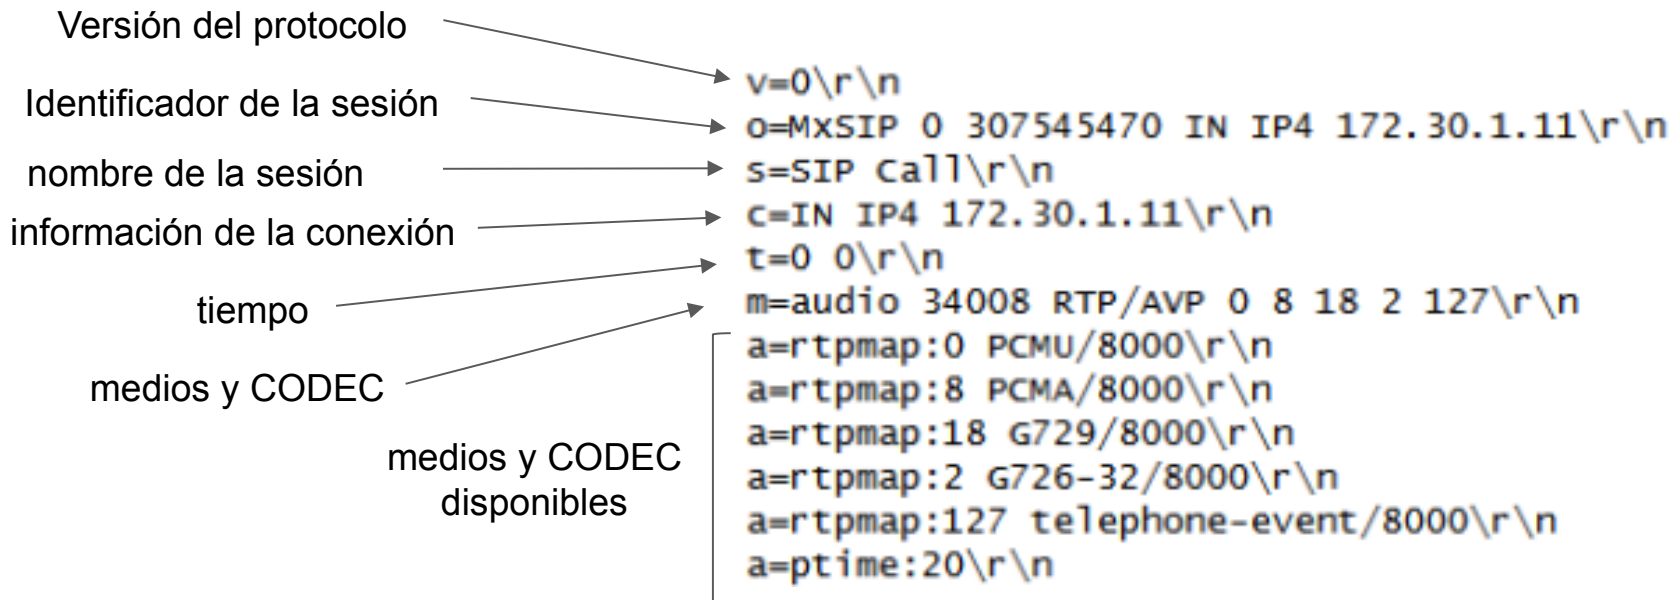 Versión del protocolo
Identificador de la sesión
nombre de la sesión
información de la conexión
tiempo
medios y CODEC
medios y CODEC
disponibles
v=0\r\n
o=MxSIP 0 307545470 IN IP4 172.30.1.11\r\n
s=SIP Call\r\n
c=IN IP4 172.30.1.11\r\n
t=0 0\r\n
m=audio 34008 RTP/AVP 0 8 18 2 127\r\n
a=rtpmap:0 PCMU/8000\r\n
a=rtpmap:8 PCMA/8000\r\n
a=rtpmap:18 G729/8000\r\n
a=rtpmap:2 G726-32/8000\r\n
a=rtpmap:127 telephone-event/8000\r\n
a=ptime:20\r\n